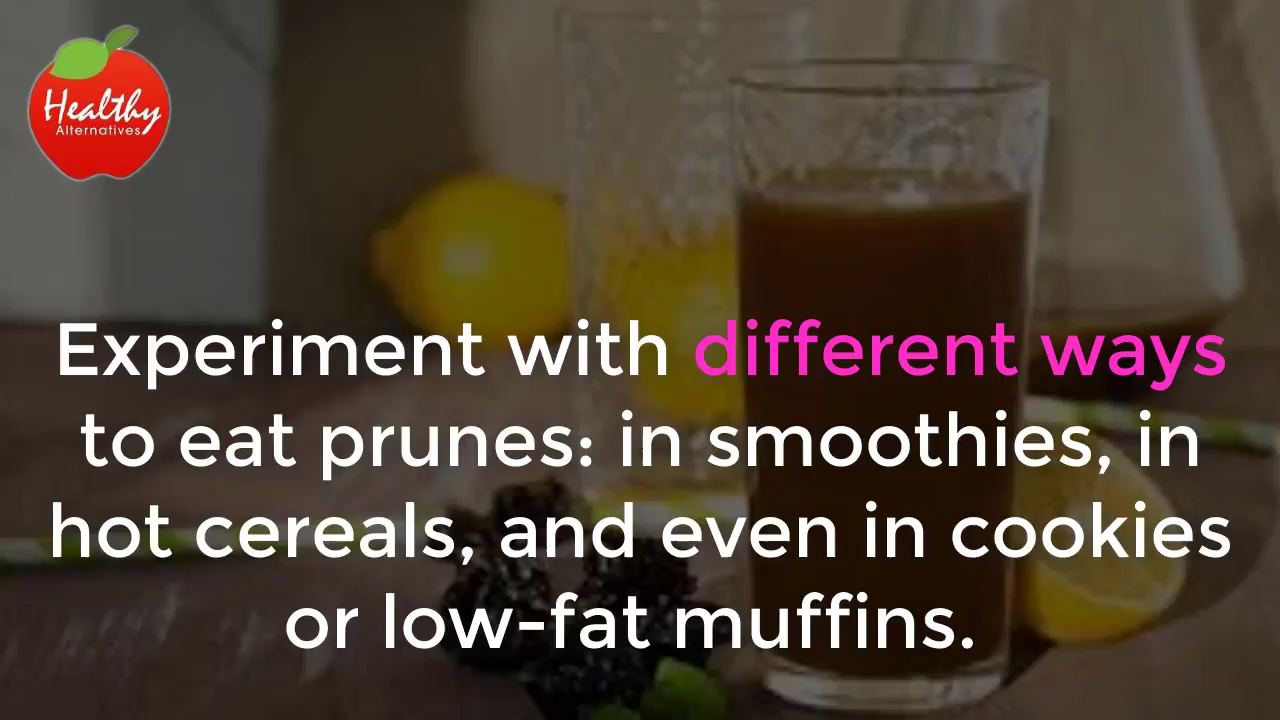 Healthy
Alternatives
Experiment with different ways
to eat prunes: in smoothies, in
hot cereals, and even in cookies
or low-fat muffins.